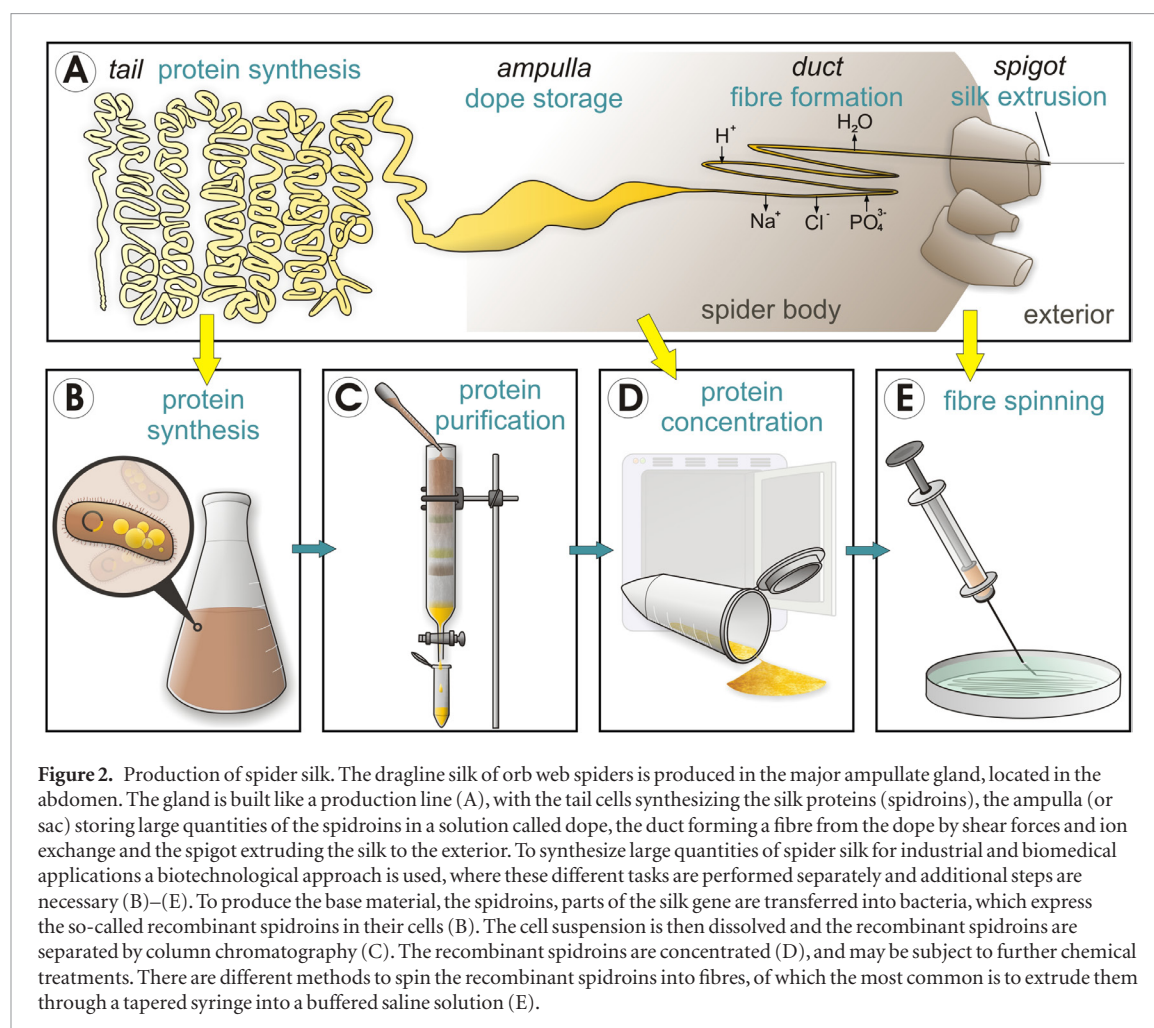 A tail protein synthesis
ampulla
dope storage
duct
fibre formation
spigot
silk extrusion
H⁺
H₂O
Na⁺
Cl⁻
PO₄³⁻
spider body
exterior
B
protein
synthesis
C
protein
purification
D
protein
concentration
E
fibre spinning
Figure 2. Production of spider silk. The dragline silk of orb web spiders is produced in the major ampullate gland, located in the
abdomen. The gland is built like a production line (A), with the tail cells synthesizing the silk proteins (spidroins), the ampulla (or
sac) storing large quantities of the spidroins in a solution called dope, the duct forming a fibre from the dope by shear forces and ion
exchange and the spigot extruding the silk to the exterior. To synthesize large quantities of spider silk for industrial and biomedical
applications a biotechnological approach is used, where these different tasks are performed separately and additional steps are
necessary (B)–(E). To produce the base material, the spidroins, parts of the silk gene are transferred into bacteria, which express
the so-called recombinant spidroins in their cells (B). The cell suspension is then dissolved and the recombinant spidroins are
separated by column chromatography (C). The recombinant spidroins are concentrated (D), and may be subject to further chemical
treatments. There are different methods to spin the recombinant spidroins into fibres, of which the most common is to extrude them
through a tapered syringe into a buffered saline solution (E).